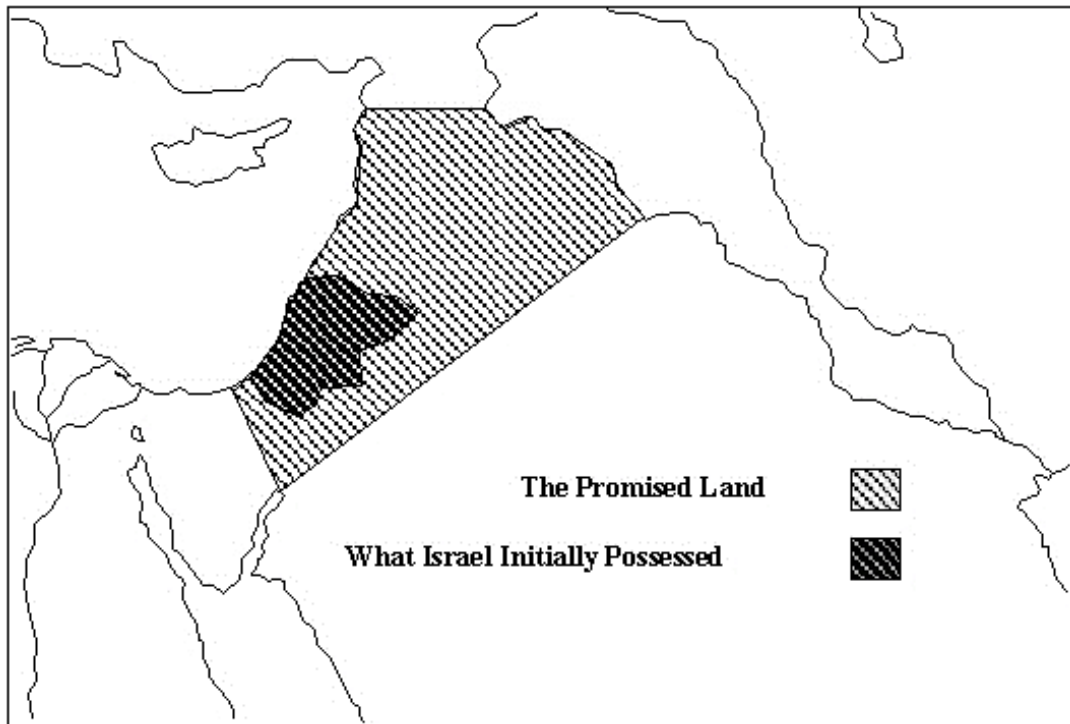 The Promised Land
What Israel Initially Possessed